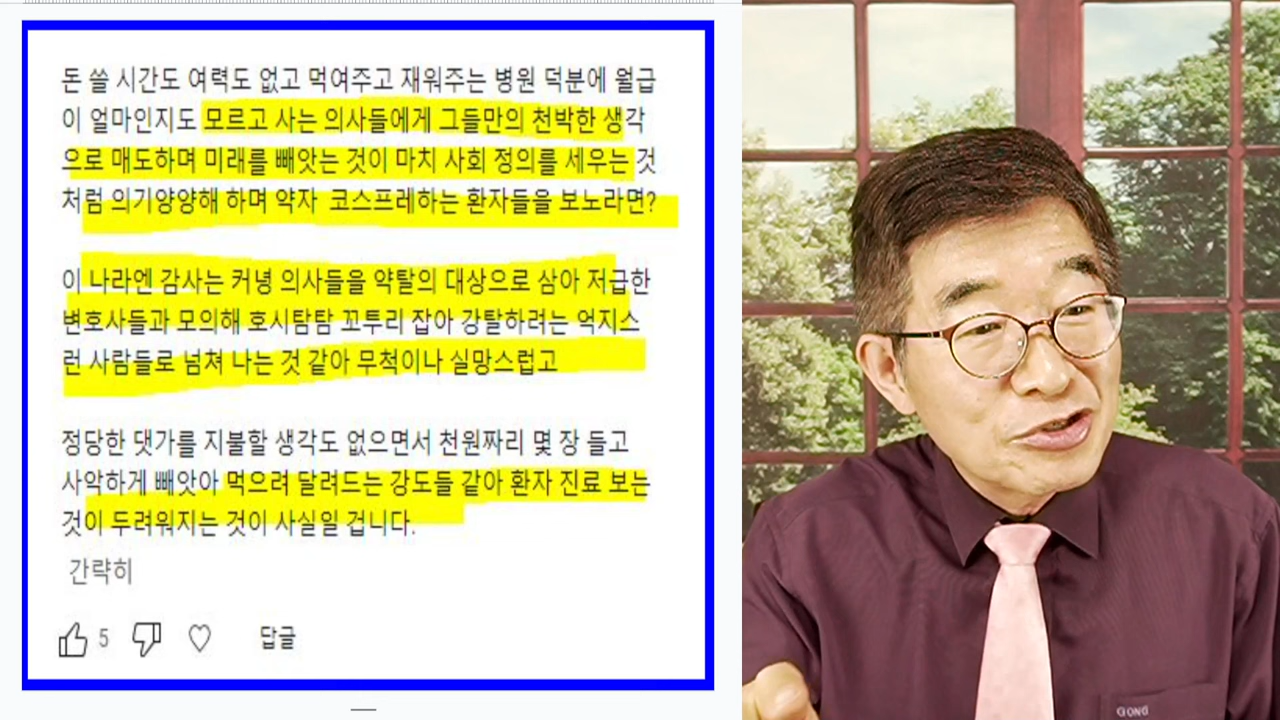 돈 쓸 시간도 여력도 없고 먹여주고 재워주는 병원 덕분에 월급
이 얼마인지도 모르고 사는 의사들에게 그들만의 천박한 생각
으로 매도하며 미래를 빼앗는 것이 마치 사회 정의를 세우는 것
처럼 의기양양해 하며 약자 코스프레하는 환자들을 보노라면?
이 나라엔 감사는 커녕 의사들을 약탈의 대상으로 삼아 저급한
변호사들과 모의해 호시탐탐 꼬투리 잡아 강탈하려는 억지스
런 사람들로 넘쳐 나는 것 같아 무척이나 실망스럽고
정당한 댓가를 지불할 생각도 없으면서 천원짜리 몇 장 들고
사악하게 빼앗아 먹으려 달려드는 강도들 같아 환자 진료 보는
것이 두려워지는 것이 사실일 겁니다.
간략히
5 답글
GONG